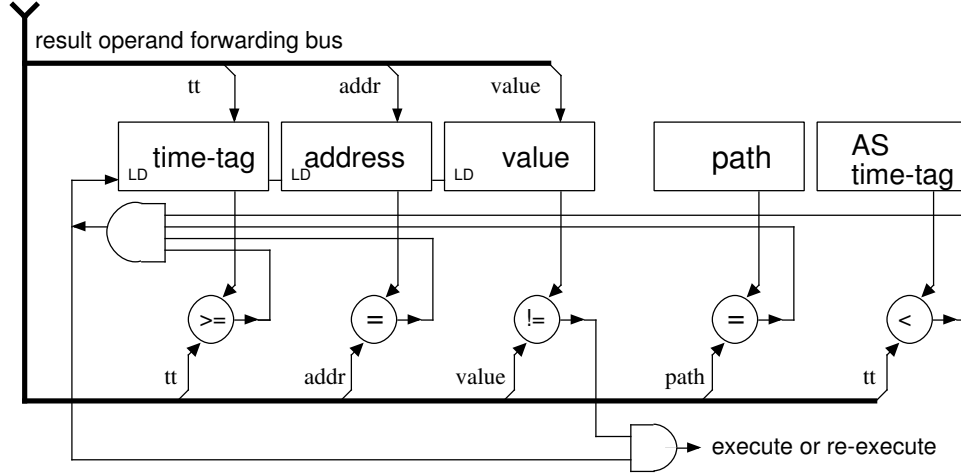 result operand forwarding bus
tt addr value
time-tag address value path AS
time-tag
LD LD LD
>= = != = <
tt addr value path tt
execute or re-execute